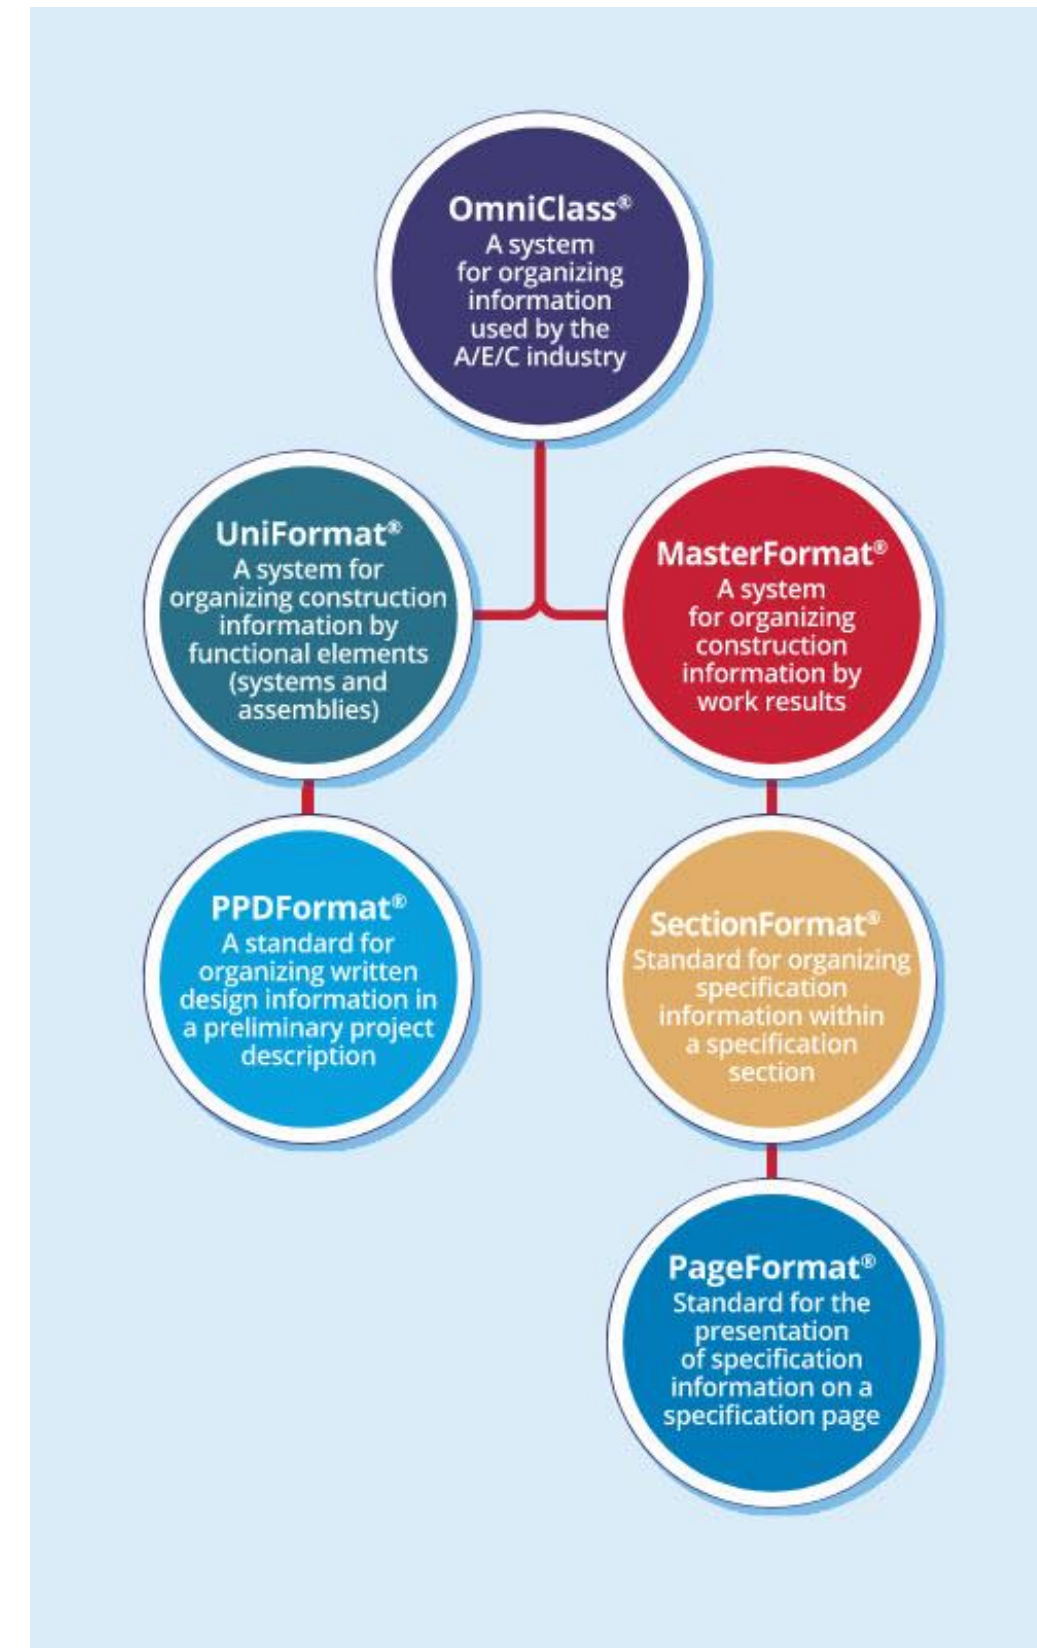 OmniClass®
A system
for organizing
information
used by the
A/E/C industry
UniFormat®
A system for
organizing construction
information by
functional elements
(systems and
assemblies)
MasterFormat®
A system
for organizing
construction
information by
work results
PPDFormat®
A standard for
organizing written
design information in
a preliminary project
description
SectionFormat®
Standard for organizing
specification
information within
a specification
section
PageFormat®
Standard for the
presentation
of specification
information on a
specification page